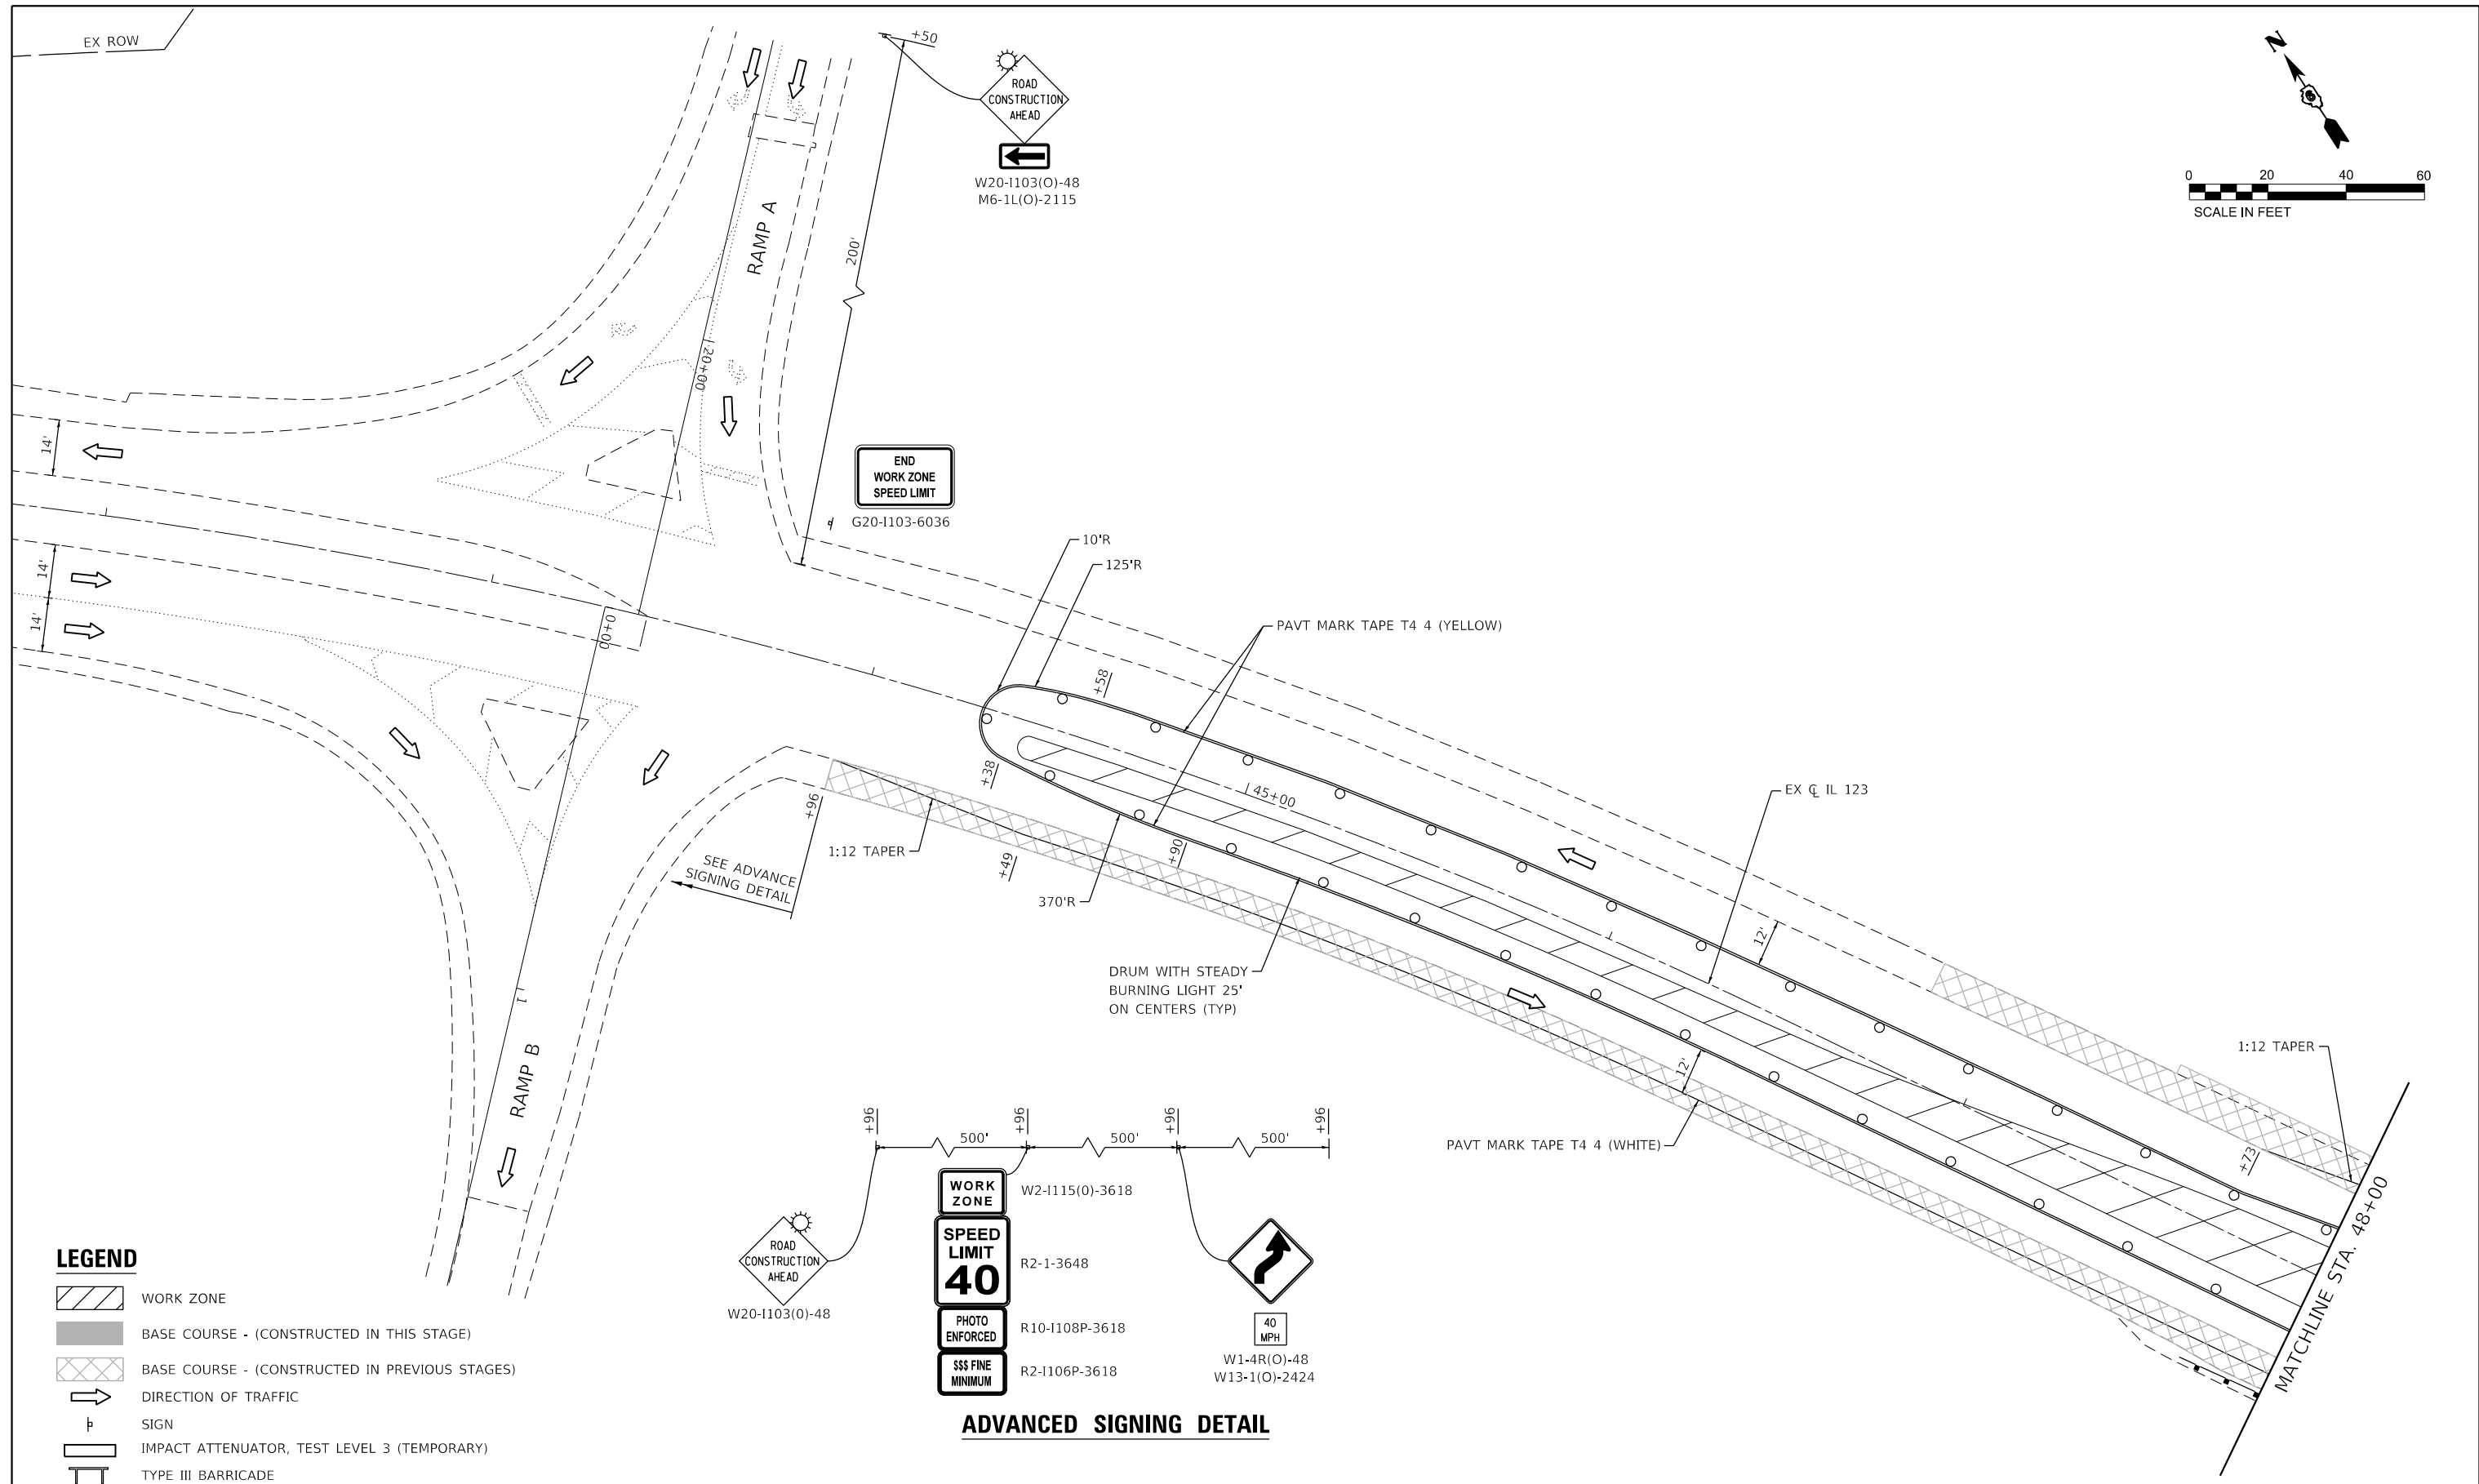 EX ROW
+50
ROAD
CONSTRUCTION
AHEAD
W20-I103(O)-48
M6-1L(O)-2115
N
0 20 40 60
SCALE IN FEET
RAMP A
200'
20+00
14'
14'
14'
END
WORK ZONE
SPEED LIMIT
G20-I103-6036
10'R
125'R
PAVT MARK TAPE T4 4 (YELLOW)
0+00
+58
+38
+96
45+00
EX ℄ IL 123
1:12 TAPER
SEE ADVANCE
SIGNING DETAIL
+49
+90
370'R
12'
DRUM WITH STEADY
BURNING LIGHT 25'
ON CENTERS (TYP)
1
RAMP B
12'
1:12 TAPER
PAVT MARK TAPE T4 4 (WHITE)
+73
MATCHLINE STA. 48+00
+96 +96 +96 +96
500' 500' 500'
WORK
ZONE
W2-I115(0)-3618
SPEED
LIMIT
40
R2-1-3648
PHOTO
ENFORCED
R10-I108P-3618
$$$ FINE
MINIMUM
R2-I106P-3618
ROAD
CONSTRUCTION
AHEAD
W20-I103(0)-48
40
MPH
W1-4R(O)-48
W13-1(O)-2424
ADVANCED SIGNING DETAIL
LEGEND
WORK ZONE
BASE COURSE - (CONSTRUCTED IN THIS STAGE)
BASE COURSE - (CONSTRUCTED IN PREVIOUS STAGES)
DIRECTION OF TRAFFIC
SIGN
IMPACT ATTENUATOR, TEST LEVEL 3 (TEMPORARY)
TYPE III BARRICADE